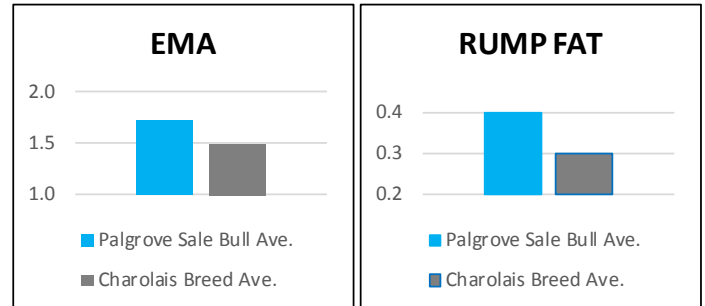 EMA
2.0
1.5
1.0
Palgrove Sale Bull Ave.
Charolais Breed Ave.
RUMP FAT
0.4
0.3
0.2
Palgrove Sale Bull Ave.
Charolais Breed Ave.